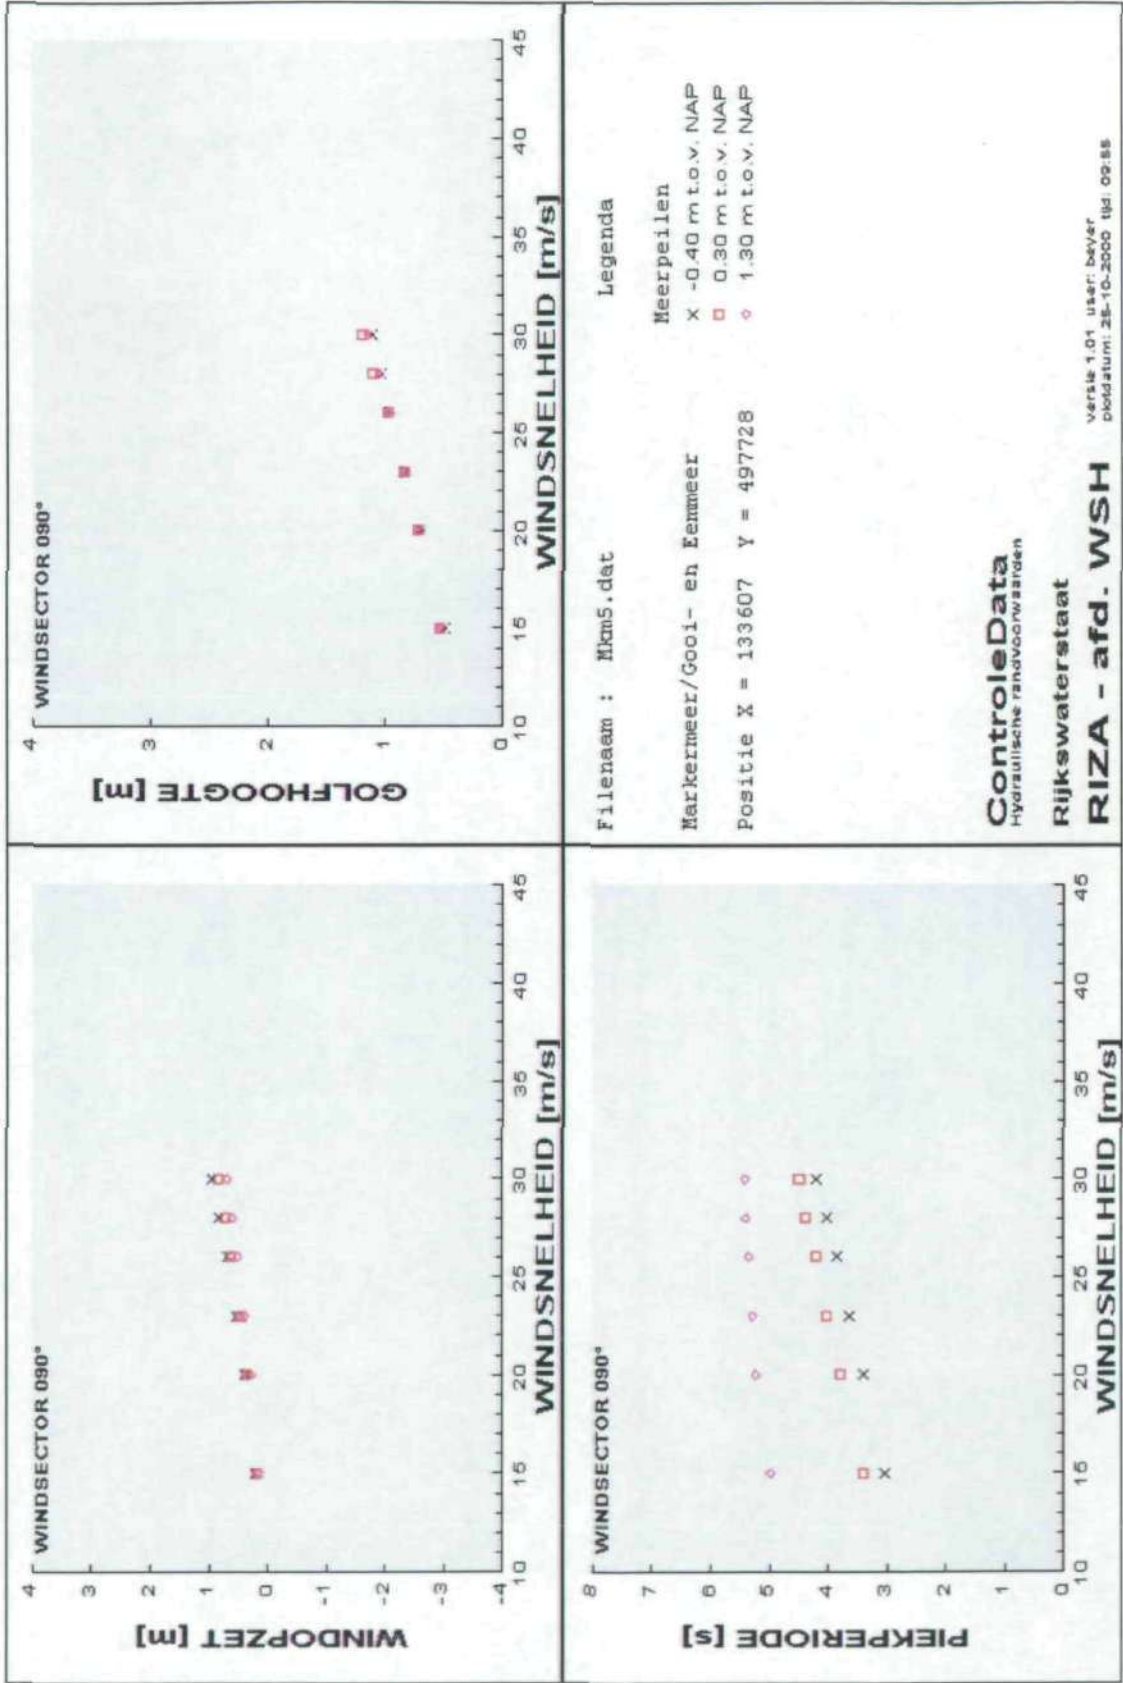 WINDSECTOR 090°
4
3
2
1
0
-1
-2
-3
-4
WINDOPZET [m]
10 15 20 25 30 35 40 45
WINDSNELHEID [m/s]
WINDSECTOR 090°
4
3
2
1
0
GOLFHOOGTE [m]
10 15 20 25 30 35 40 45
WINDSNELHEID [m/s]
WINDSECTOR 090°
8
7
6
5
4
3
2
1
0
PIEKPERIODE [s]
10 15 20 25 30 35 40 45
WINDSNELHEID [m/s]
Filenaam : Mkm5.dat Legenda
Markermeer/Gooi- en Eemmeer Meerpeilen
× -0.40 m t.o.v. NAP
□ 0.30 m t.o.v. NAP
Positie X = 133607 Y = 497728 ◇ 1.30 m t.o.v. NAP
ControleData
Hydraulische randvoorwaarden
Rijkswaterstaat
RIZA - afd. WSH
versie 1.01 user: beyer
plotdatum: 25-10-2000 tijd: 09:55